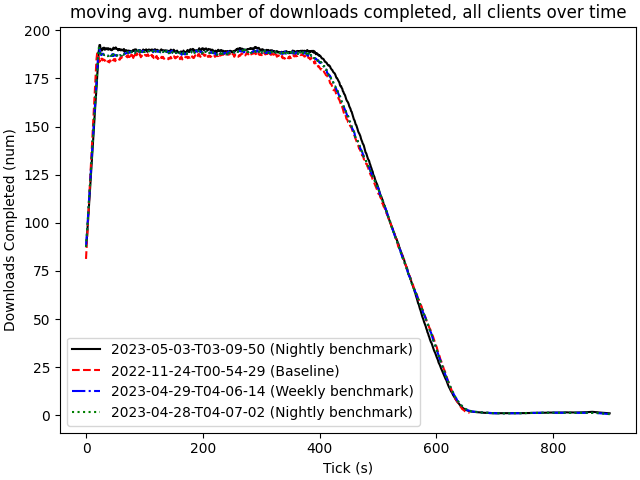 moving avg. number of downloads completed, all clients over time
Downloads Completed (num)
200
175
150
125
100
75
50
25
0
2023-05-03-T03-09-50 (Nightly benchmark)
2022-11-24-T00-54-29 (Baseline)
2023-04-29-T04-06-14 (Weekly benchmark)
2023-04-28-T04-07-02 (Nightly benchmark)
0 200 400 600 800
Tick (s)